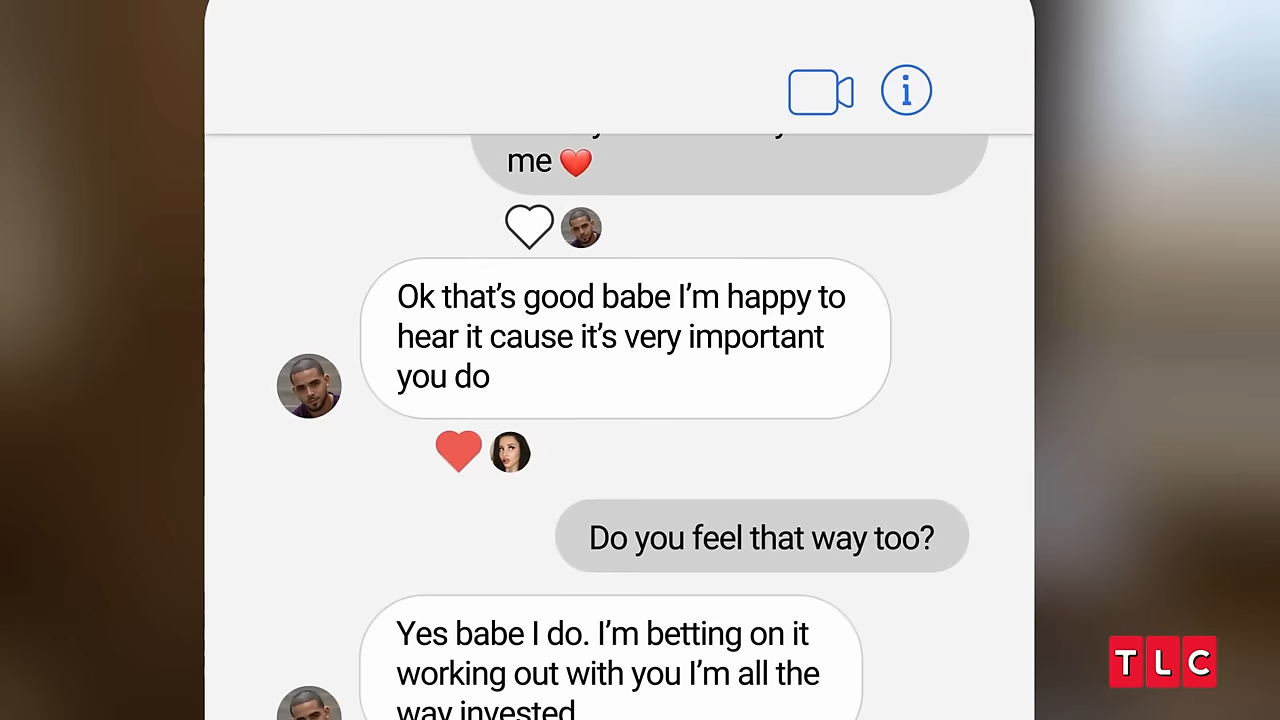 me ❤️
Ok that's good babe I'm happy to
hear it cause it's very important
you do
Do you feel that way too?
Yes babe I do. I'm betting on it
working out with you I'm all the
way invested
TLC